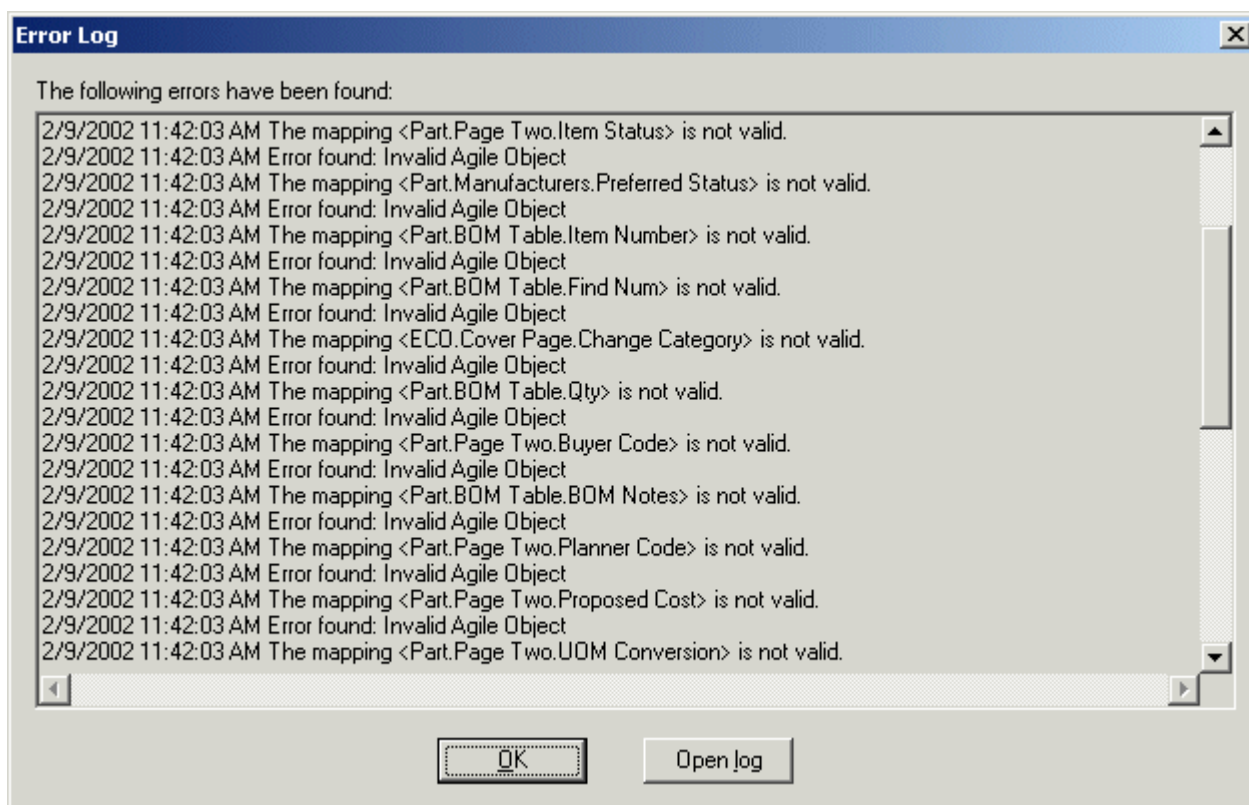 Error Log
The following errors have been found:
2/9/2002 11:42:03 AM The mapping <Part.Page Two.Item Status> is not valid.
2/9/2002 11:42:03 AM Error found: Invalid Agile Object
2/9/2002 11:42:03 AM The mapping <Part.Manufacturers.Preferred Status> is not valid.
2/9/2002 11:42:03 AM Error found: Invalid Agile Object
2/9/2002 11:42:03 AM The mapping <Part.BOM Table.Item Number> is not valid.
2/9/2002 11:42:03 AM Error found: Invalid Agile Object
2/9/2002 11:42:03 AM The mapping <Part.BOM Table.Find Num> is not valid.
2/9/2002 11:42:03 AM Error found: Invalid Agile Object
2/9/2002 11:42:03 AM The mapping <ECO.Cover Page.Change Category> is not valid.
2/9/2002 11:42:03 AM Error found: Invalid Agile Object
2/9/2002 11:42:03 AM The mapping <Part.BOM Table.Qty> is not valid.
2/9/2002 11:42:03 AM Error found: Invalid Agile Object
2/9/2002 11:42:03 AM The mapping <Part.Page Two.Buyer Code> is not valid.
2/9/2002 11:42:03 AM Error found: Invalid Agile Object
2/9/2002 11:42:03 AM The mapping <Part.BOM Table.BOM Notes> is not valid.
2/9/2002 11:42:03 AM Error found: Invalid Agile Object
2/9/2002 11:42:03 AM The mapping <Part.Page Two.Planner Code> is not valid.
2/9/2002 11:42:03 AM Error found: Invalid Agile Object
2/9/2002 11:42:03 AM The mapping <Part.Page Two.Proposed Cost> is not valid.
2/9/2002 11:42:03 AM Error found: Invalid Agile Object
2/9/2002 11:42:03 AM The mapping <Part.Page Two.UOM Conversion> is not valid.
OK
Open log